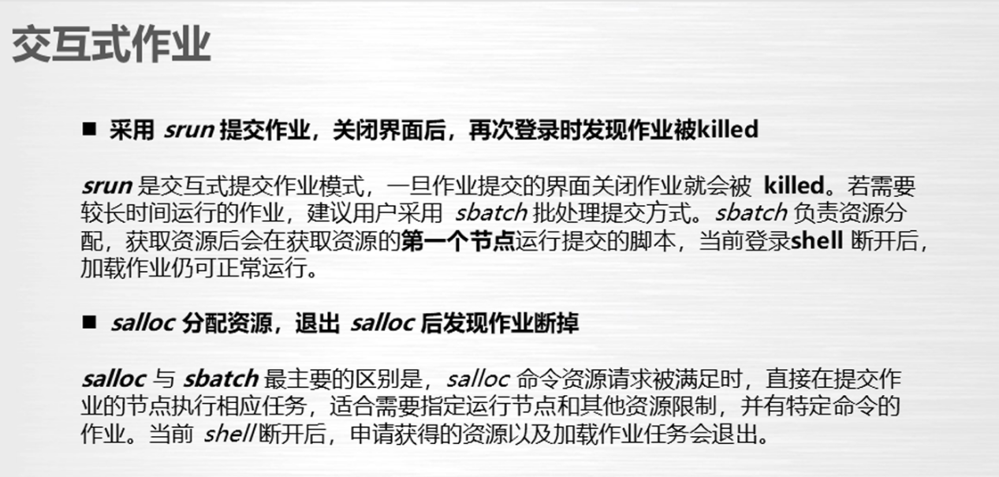 交互式作业
■ 采用 srun 提交作业，关闭界面后，再次登录时发现作业被killed
srun 是交互式提交作业模式，一旦作业提交的界面关闭作业就会被 killed。若需要
较长时间运行的作业，建议用户采用 sbatch 批处理提交方式。sbatch 负责资源分
配，获取资源后会在获取资源的第一个节点运行提交的脚本，当前登录shell 断开后，
加载作业仍可正常运行。
■ salloc 分配资源，退出 salloc 后发现作业断掉
salloc 与 sbatch 最主要的区别是，salloc 命令资源请求被满足时，直接在提交作
业的节点执行相应任务，适合需要指定运行节点和其他资源限制，并有特定命令的
作业。当前 shell 断开后，申请获得的资源以及加载作业任务会退出。